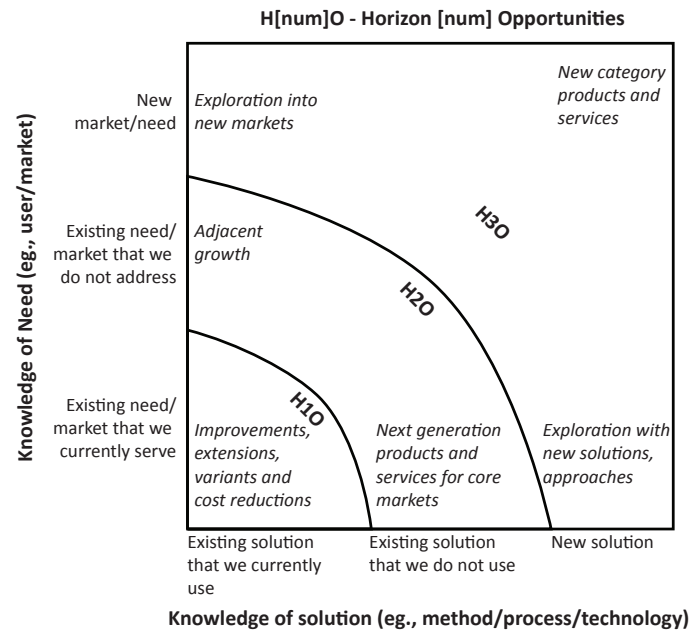 H[num]O - Horizon [num] Opportunities
Knowledge of Need (eg., user/market)
New
market/need
Exploration into
new markets
New category
products and
services
Existing need/
market that we
do not address
Adjacent
growth
H3O
H2O
Existing need/
market that we
currently serve
H1O
Improvements,
extensions,
variants and
cost reductions
Next generation
products and
services for core
markets
Exploration with
new solutions,
approaches
Existing solution
that we currently
use
Existing solution
that we do not use
New solution
Knowledge of solution (eg., method/process/technology)